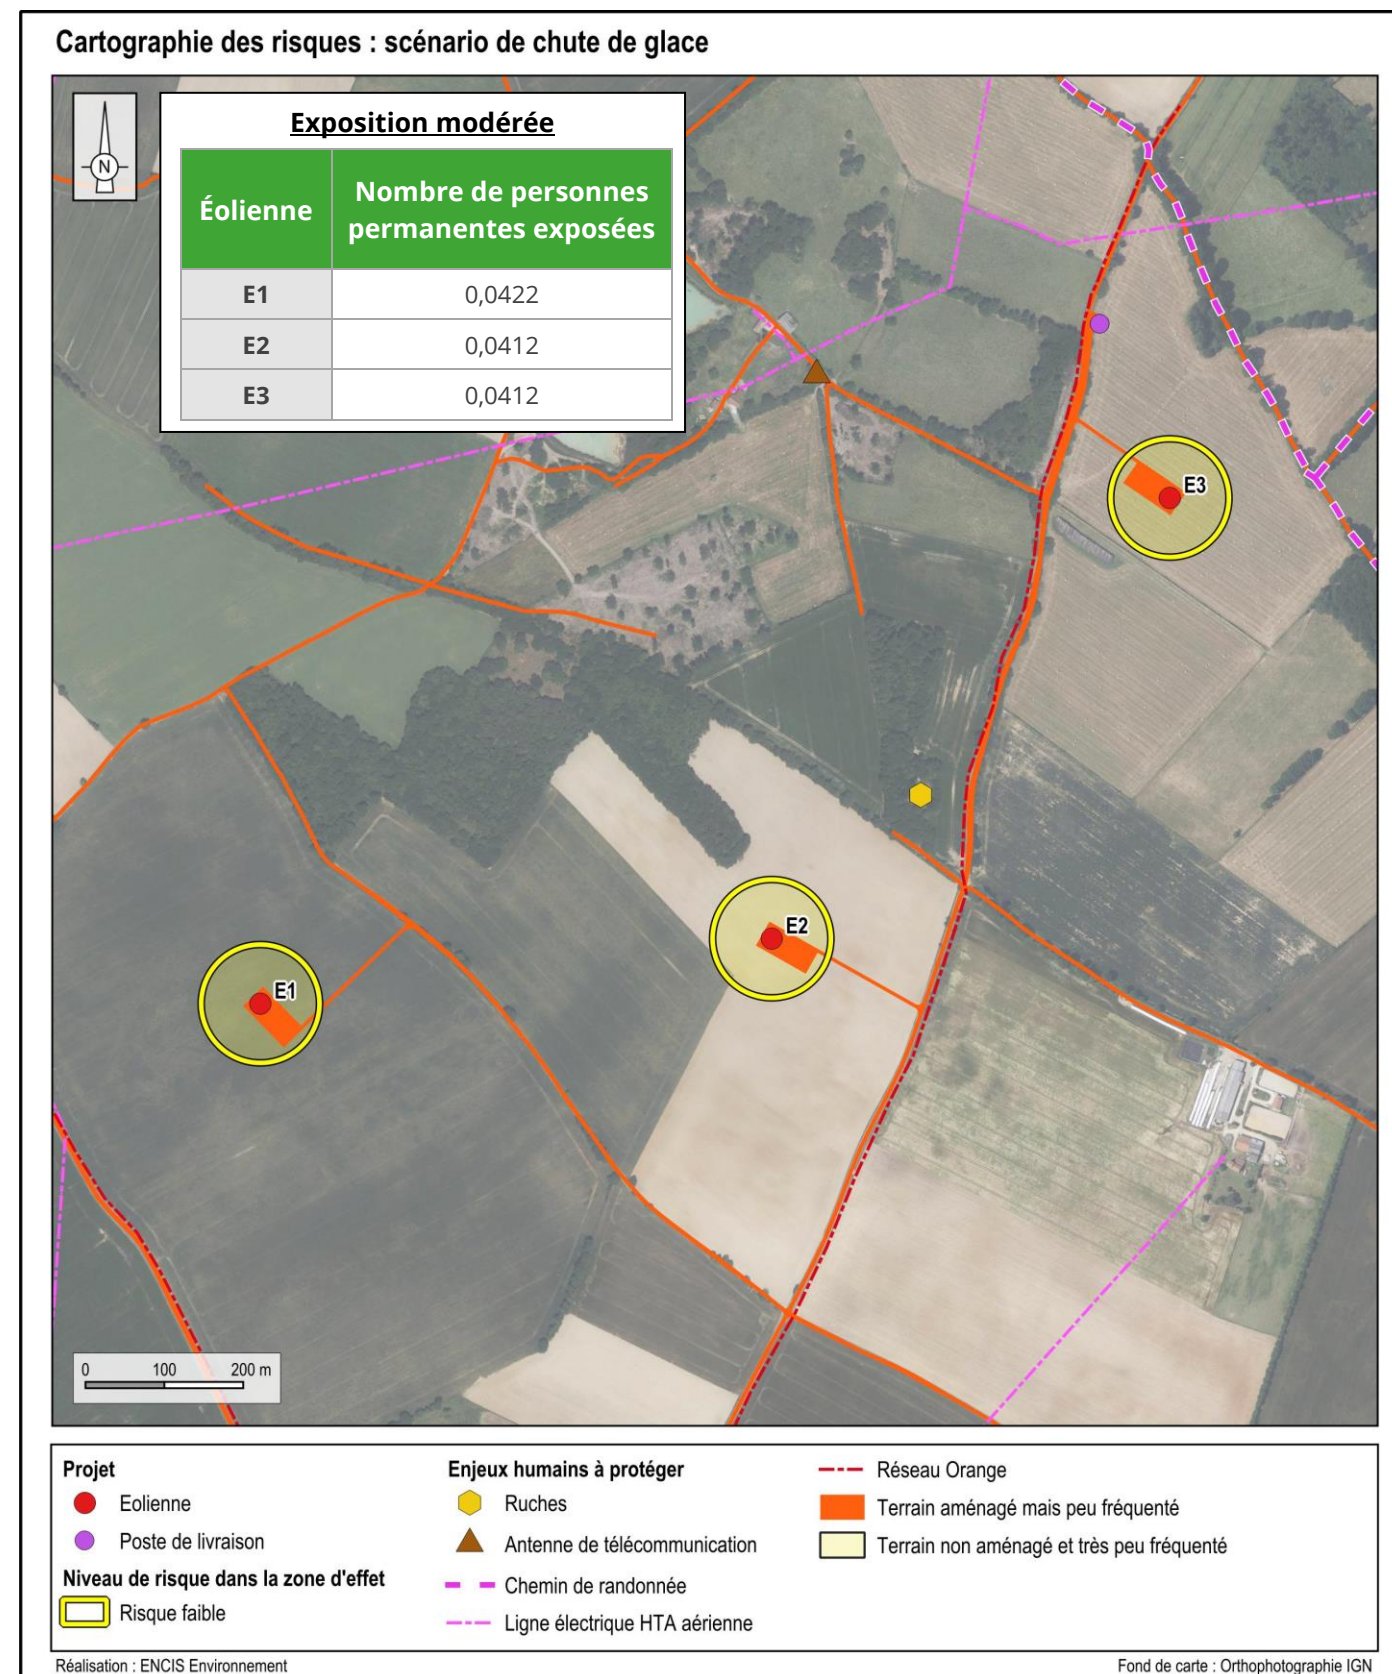 Cartographie des risques : scénario de chute de glace
N
Exposition modérée
Éolienne
Nombre de personnes
permanentes exposées
E1 0,0422
E2 0,0412
E3 0,0412
E3
E2
E1
0 100 200 m
Projet
Eolienne
Poste de livraison
Niveau de risque dans la zone d'effet
Risque faible
Enjeux humains à protéger
Ruches
Antenne de télécommunication
Chemin de randonnée
Ligne électrique HTA aérienne
Réseau Orange
Terrain aménagé mais peu fréquenté
Terrain non aménagé et très peu fréquenté
Réalisation : ENCIS Environnement
Fond de carte : Orthophotographie IGN